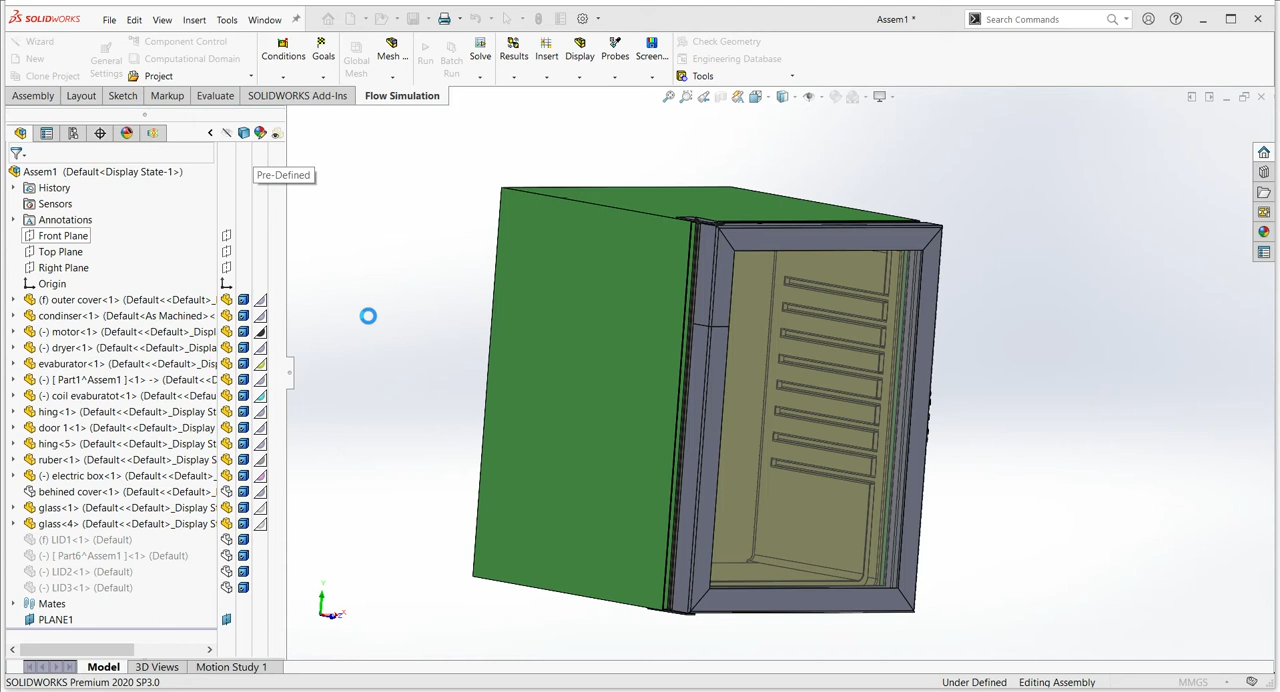 SOLIDWORKS File Edit View Insert Tools Window Assem1 * Search Commands
Wizard
New
Clone Project
General Settings
Component Control
Computational Domain
Project
Conditions Goals Global Mesh Mesh ... Run Batch Run Solve Results Insert Display Probes Screen...
Check Geometry
Engineering Database
Tools
Assembly Layout Sketch Markup Evaluate SOLIDWORKS Add-Ins Flow Simulation
Pre-Defined
Assem1 (Default<Display State-1>)
History
Sensors
Annotations
Front Plane
Top Plane
Right Plane
Origin
(f) outer cover<1> (Default<<Default>_
condinser<1> (Default<As Machined><
(-) motor<1> (Default<<Default>_Displ
(-) dryer<1> (Default<<Default>_Displa
evaburator<1> (Default<<Default>_Disp
(-) [ Part1^Assem1 ]<1> -> (Default<<D
(-) coil evaburatot<1> (Default<<Defaul
hing<1> (Default<<Default>_Display St
door 1<1> (Default<<Default>_Display
hing<5> (Default<<Default>_Display St
ruber<1> (Default<<Default>_Display S
(-) electric box<1> (Default<<Default>_
behined cover<1> (Default<<Default>_
glass<1> (Default<<Default>_Display St
glass<4> (Default<<Default>_Display St
(f) LID1<1> (Default)
(-) [ Part6^Assem1 ]<1> (Default)
(-) LID2<1> (Default)
(-) LID3<1> (Default)
Mates
PLANE1
Y
X
Z
Model 3D Views Motion Study 1
SOLIDWORKS Premium 2020 SP3.0 Under Defined Editing Assembly MMGS